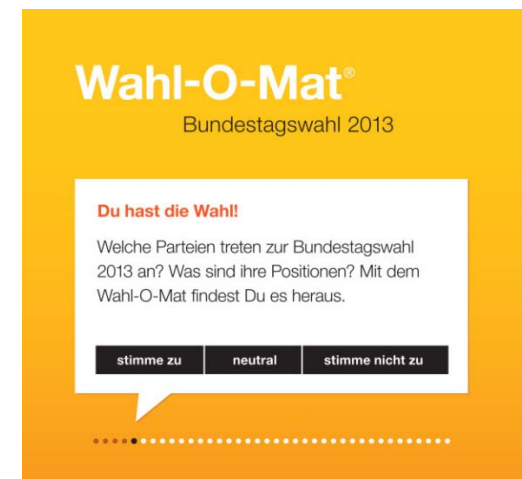 Wahl-O-Mat®
Bundestagswahl 2013
Du hast die Wahl!
Welche Parteien treten zur Bundestagswahl
2013 an? Was sind ihre Positionen? Mit dem
Wahl-O-Mat findest Du es heraus.
stimme zu neutral stimme nicht zu